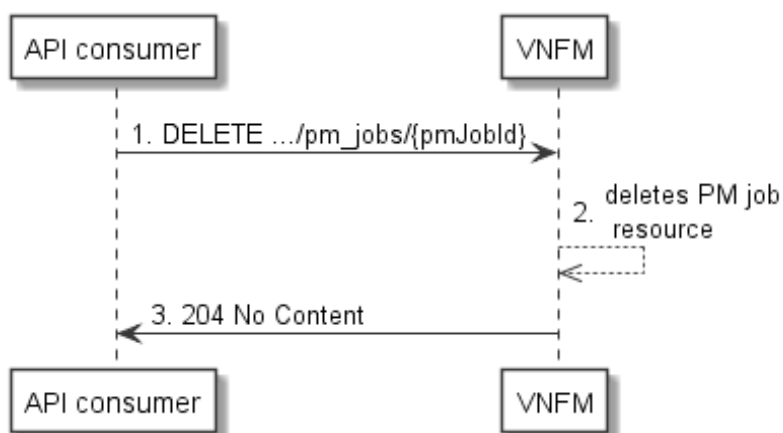 API consumer
VNFM
1. DELETE .../pm_jobs/{pmJobId}
2. deletes PM job
resource
3. 204 No Content
API consumer
VNFM